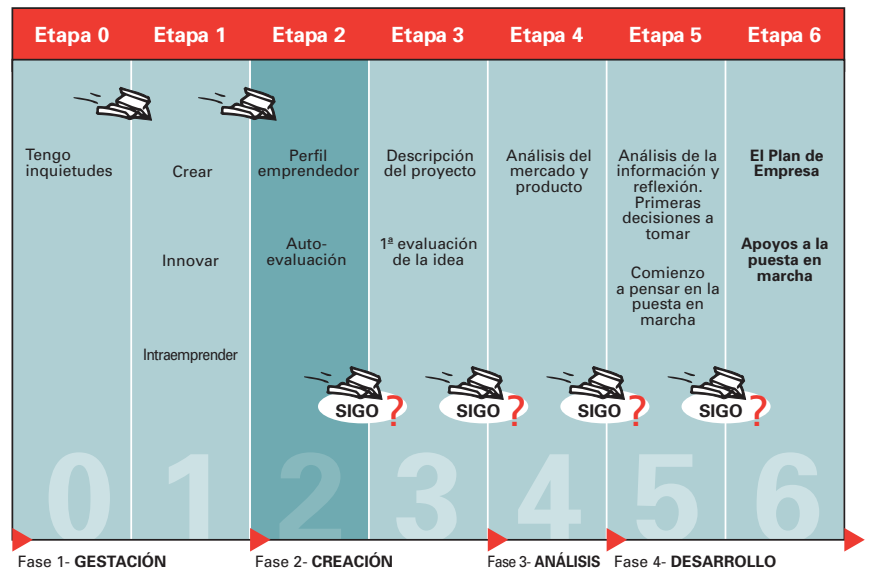 Etapa 0
Etapa 1
Etapa 2
Etapa 3
Etapa 4
Etapa 5
Etapa 6
Tengo
inquietudes
Crear
Innovar
Intraemprender
Perfil
emprendedor
Auto-
evaluación
Descripción
del proyecto
1ª evaluación
de la idea
Análisis del
mercado y
producto
Análisis de la
información y
reflexión.
Primeras
decisiones a
tomar
Comienzo
a pensar en la
puesta en
marcha
El Plan de
Empresa
Apoyos a la
puesta en
marcha
SIGO?
SIGO?
SIGO?
SIGO?
0
1
2
3
4
5
6
Fase 1- GESTACIÓN
Fase 2- CREACIÓN
Fase 3- ANÁLISIS
Fase 4- DESARROLLO